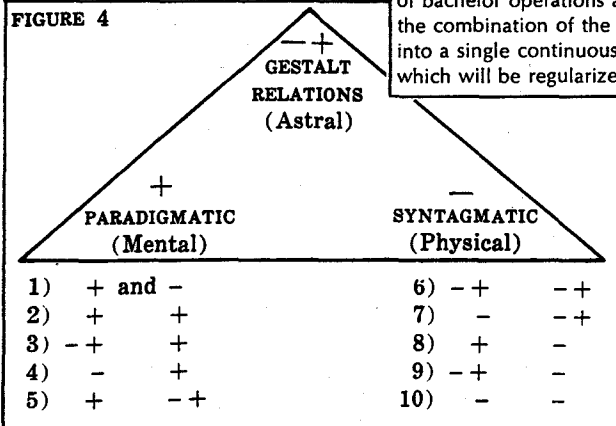 FIGURE 4
of bachelor operations a
the combination of the
into a single continuous
which will be regularize
− +
GESTALT
RELATIONS
(Astral)
+ −
PARADIGMATIC SYNTAGMATIC
(Mental) (Physical)
1) + and - 6) - + - +
2) + + 7) - - +
3) - + + 8) + -
4) - + 9) - + -
5) + - + 10) - -